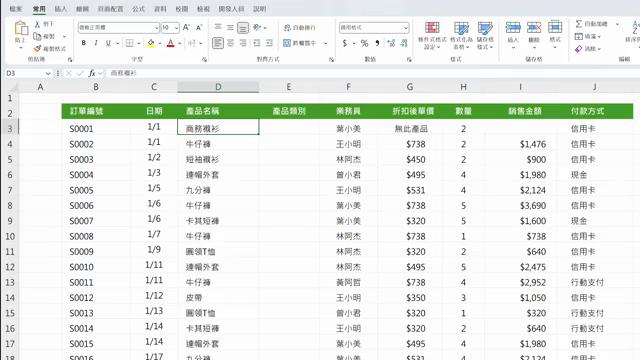 檔案 常用 插入 繪圖 頁面配置 公式 資料 校閱 檢視 開發人員 說明
剪下 10 自動換行 通用格式 自動加總
貼上 複製 跨欄置中 條件式格式設定 格式化為表格 儲存格樣式 插入 刪除 格式 填滿
複製格式 B I U $ % 清除
剪貼簿 字型 對齊方式 數值 樣式 儲存格
D3 fx 商務襯衫
A B C D E F G H I J
1
2 訂單編號 日期 產品名稱 產品類別 業務員 折扣後單價 數量 銷售金額 付款方式
3 S0001 1/1 商務襯衫 葉小美 無此產品 2 信用卡
4 S0002 1/1 牛仔褲 王小明 $738 2 $1,476 信用卡
5 S0003 1/2 短袖襯衫 林阿杰 $450 2 $900 信用卡
6 S0004 1/3 連帽外套 曾小君 $495 4 $1,980 現金
7 S0005 1/5 九分褲 王小明 $531 4 $2,124 信用卡
8 S0006 1/6 牛仔褲 葉小美 $738 5 $3,690 信用卡
9 S0007 1/6 卡其短褲 葉小美 $320 5 $1,600 現金
10 S0008 1/7 牛仔褲 林阿杰 $738 1 $738 信用卡
11 S0009 1/9 圓領T恤 林阿杰 $320 2 $640 信用卡
12 S0010 1/11 連帽外套 林阿杰 $495 5 $2,475 信用卡
13 S0011 1/11 牛仔褲 黃阿哲 $738 4 $2,952 行動支付
14 S0012 1/12 皮帶 王小明 $350 3 $1,050 信用卡
15 S0013 1/13 圓領T恤 曾小君 $320 1 $320 行動支付
16 S0014 1/14 卡其短褲 王小明 $320 2 $640 行動支付
17 S0015 1/14 連帽外套 葉小美 $495 4 $1,980 信用卡
18 S0016 1/17 九分褲 王小明 $531 4 $2,124 信用卡